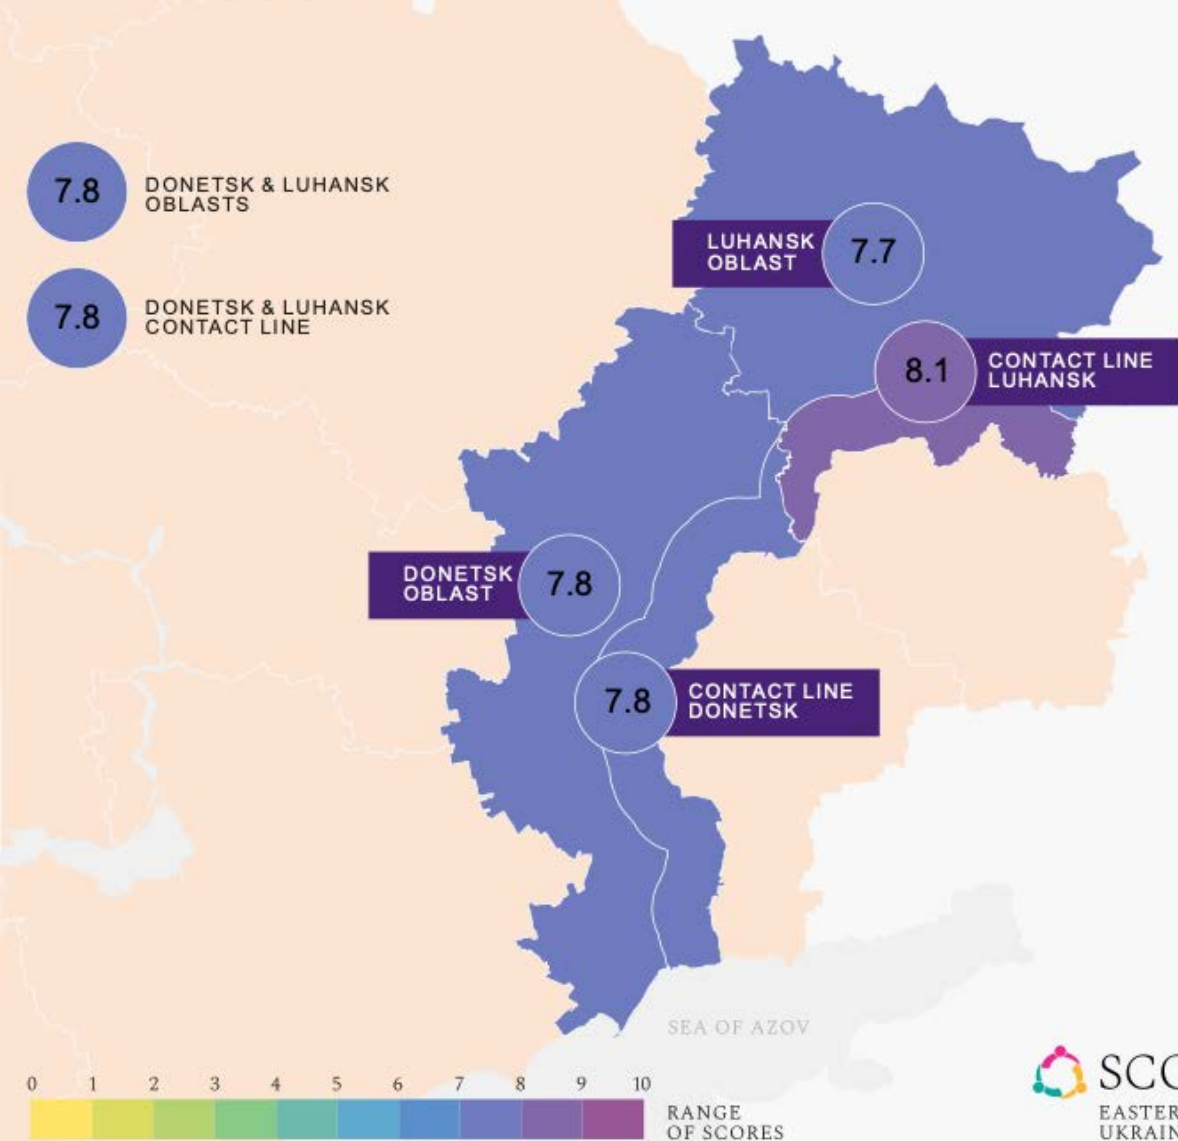 7.8
DONETSK & LUHANSK
OBLASTS
7.8
DONETSK & LUHANSK
CONTACT LINE
LUHANSK
OBLAST
7.7
8.1
CONTACT LINE
LUHANSK
DONETSK
OBLAST
7.8
7.8
CONTACT LINE
DONETSK
SEA OF AZOV
0 1 2 3 4 5 6 7 8 9 10
RANGE
OF SCORES